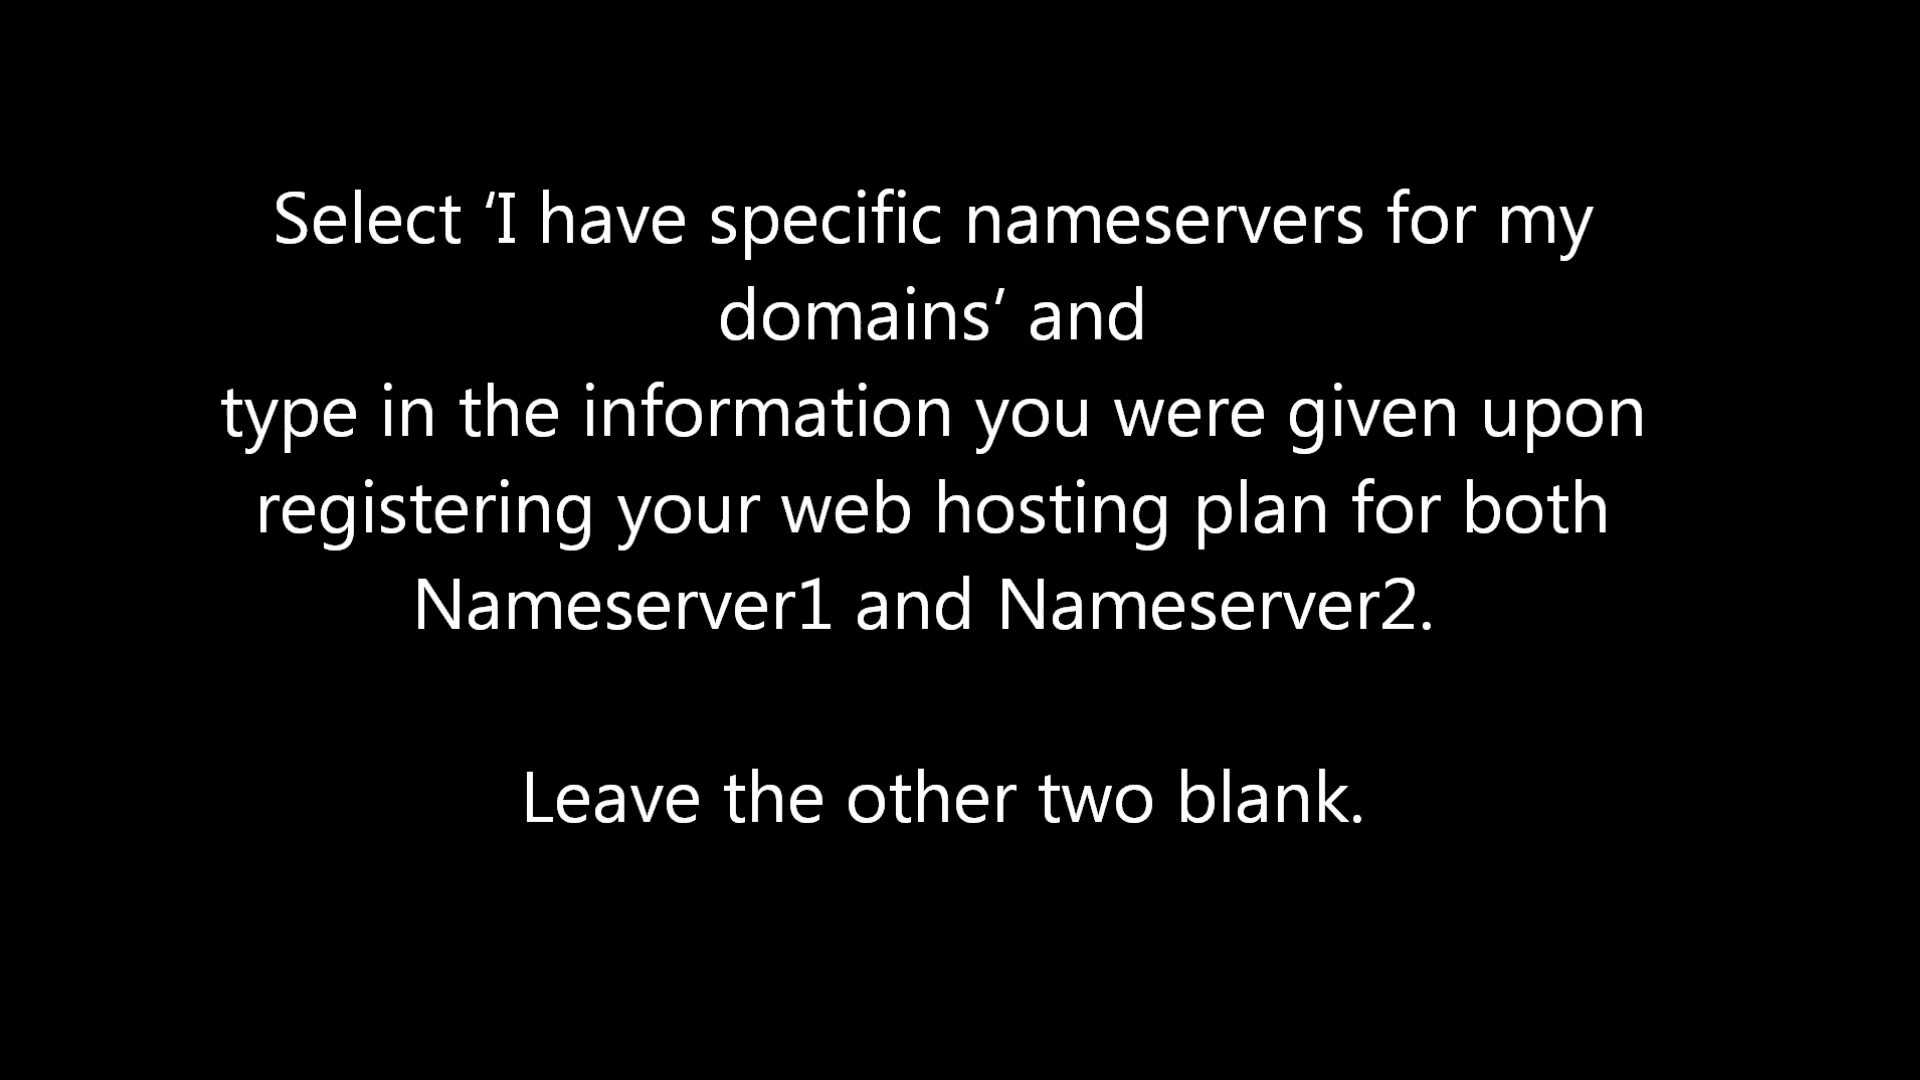 Select ‘I have specific nameservers for my
domains’ and
type in the information you were given upon
registering your web hosting plan for both
Nameserver1 and Nameserver2.
Leave the other two blank.